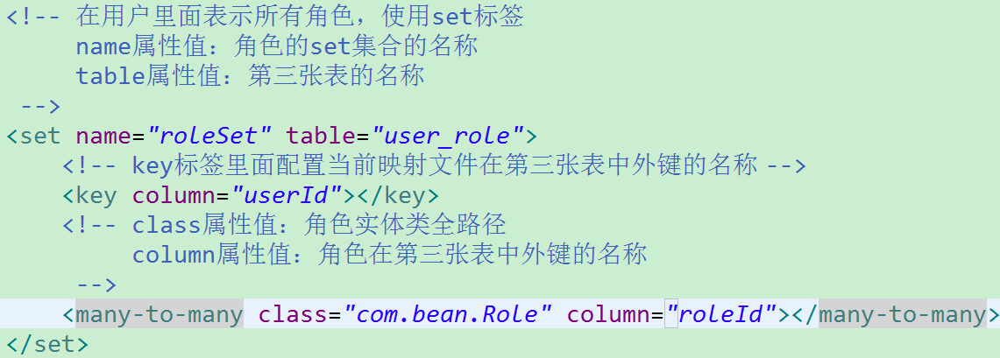 <!-- 在用户里面表示所有角色，使用set标签
name属性值：角色的set集合的名称
table属性值：第三张表的名称
-->
<set name="roleSet" table="user_role">
<!-- key标签里面配置当前映射文件在第三张表中外键的名称 -->
<key column="userId"></key>
<!-- class属性值：角色实体类全路径
column属性值：角色在第三张表中外键的名称
-->
<many-to-many class="com.bean.Role" column="roleId"></many-to-many>
</set>